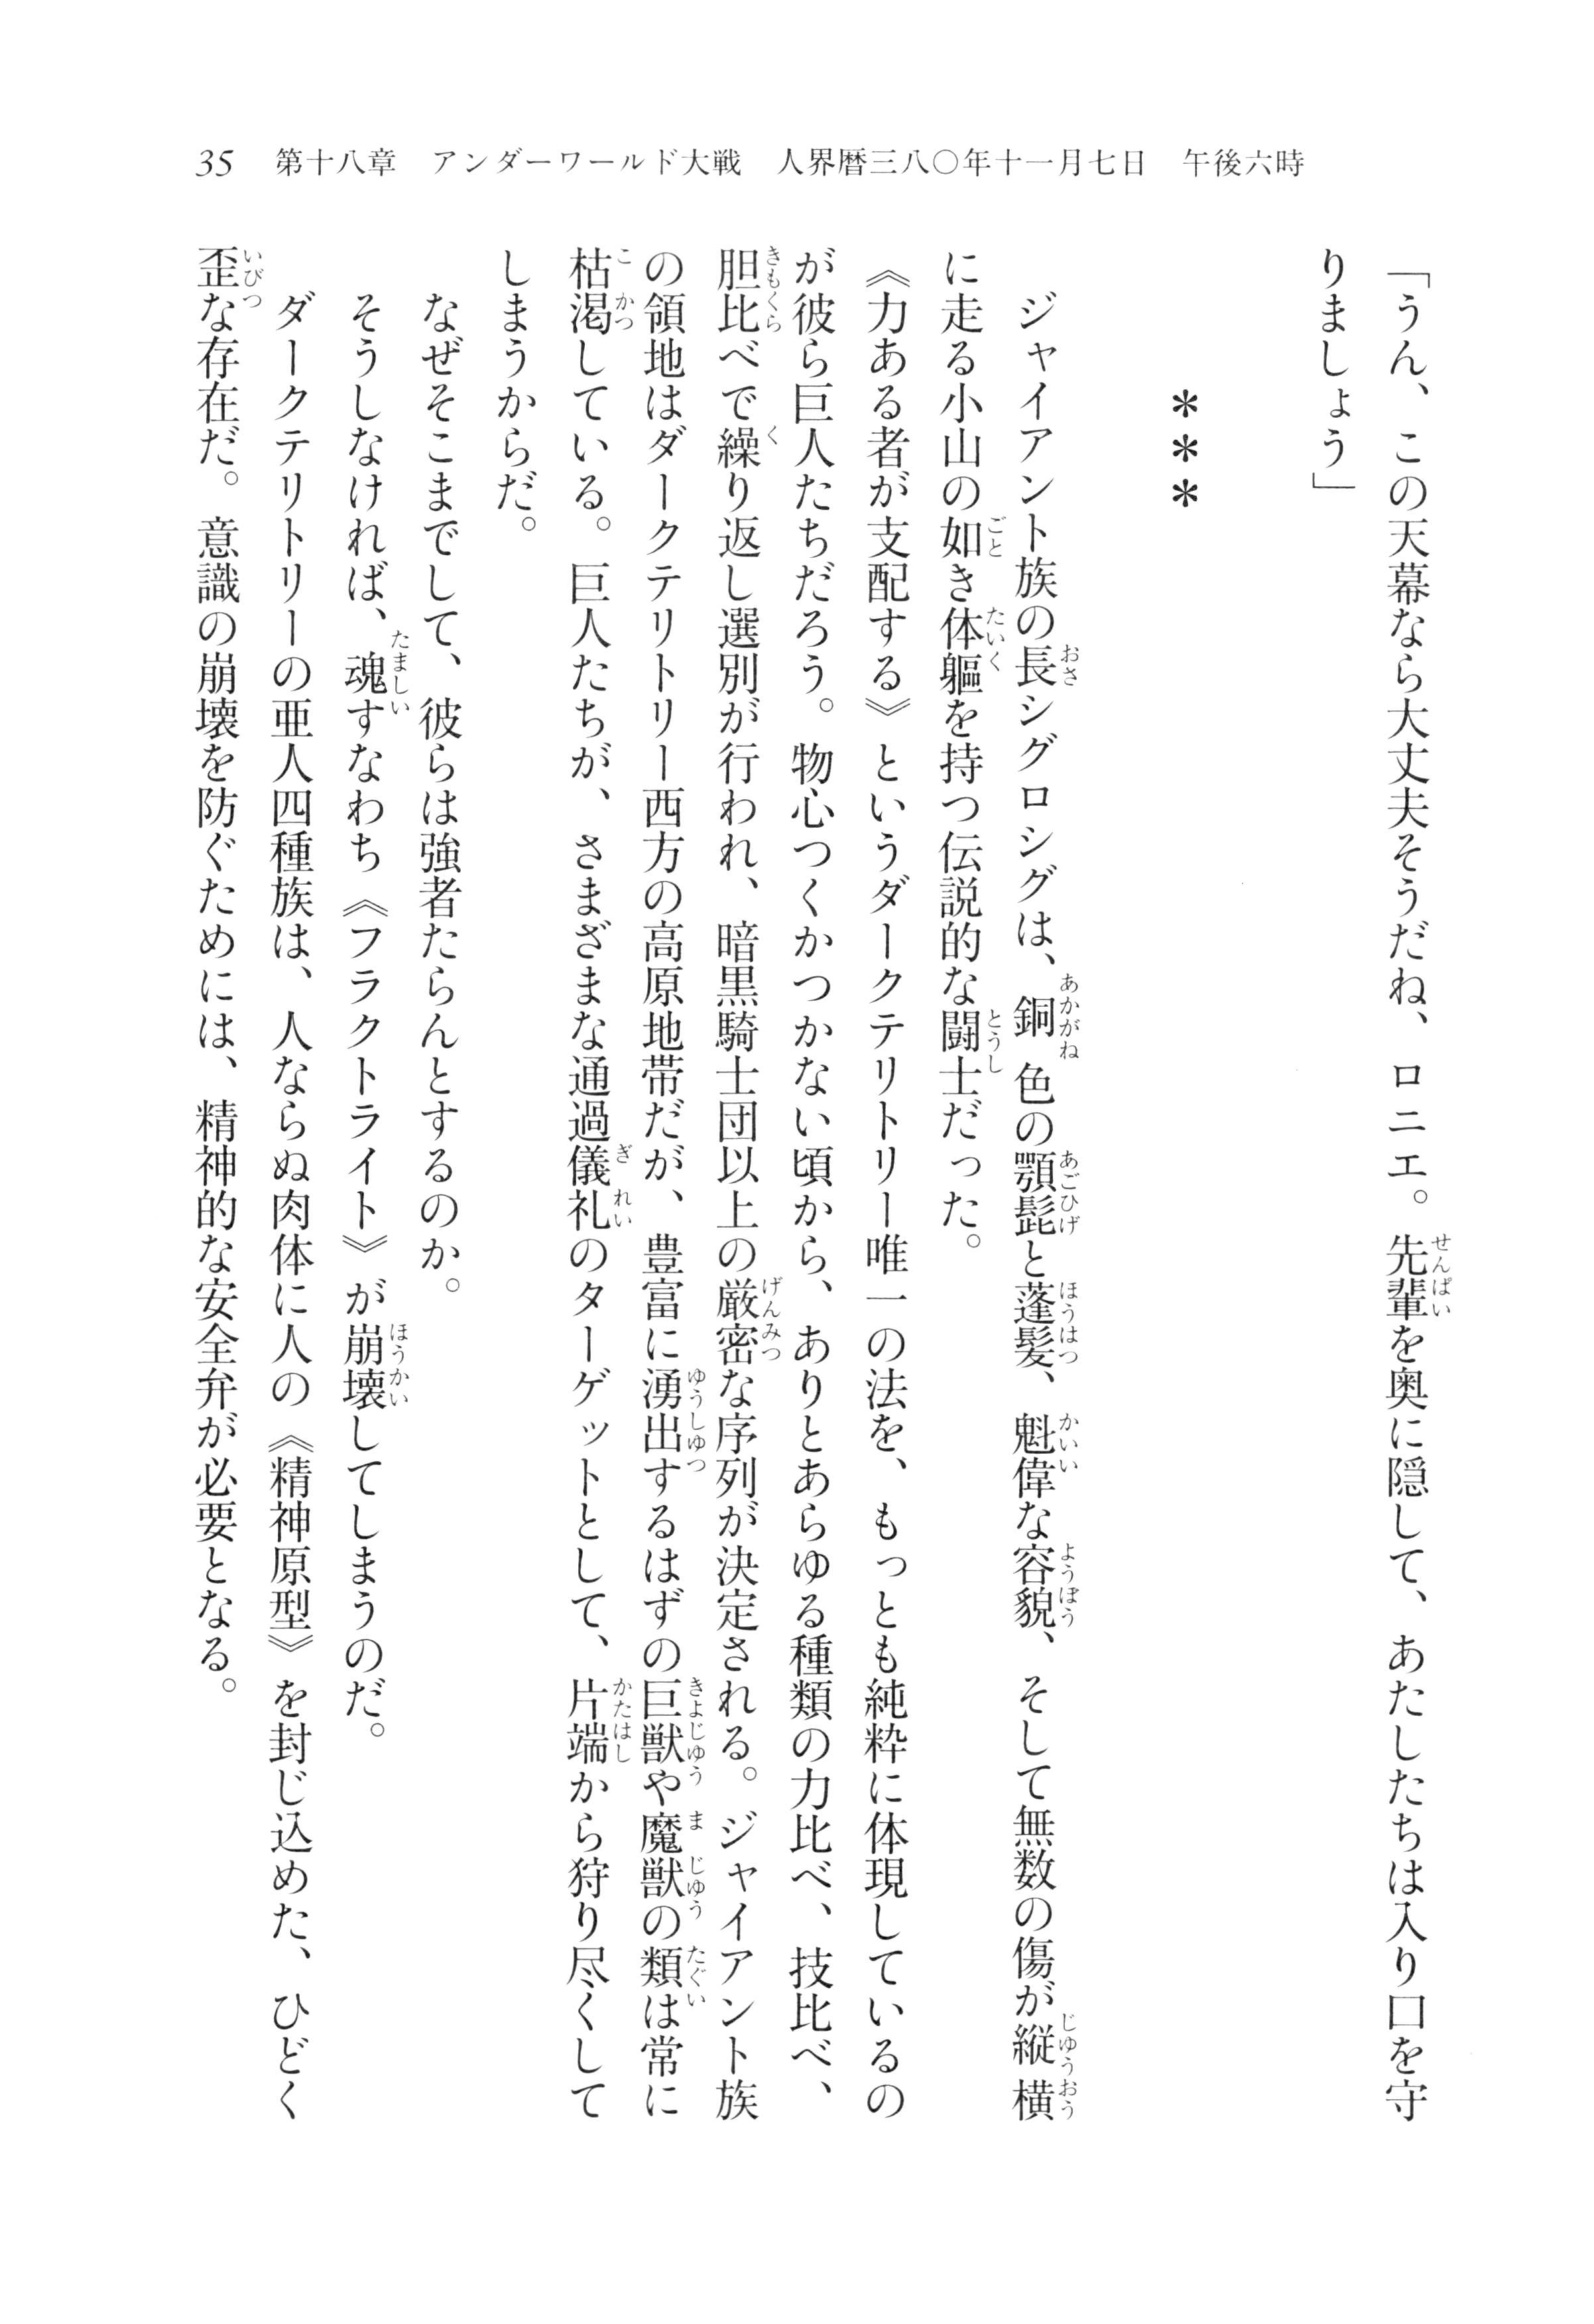 35　第十八章　アンダーワールド大戦　人界暦三八〇年十一月七日　午後六時
「うん、この天幕なら大丈夫そうだね、ロニエ。先輩を奥に隠して、あたしたちは入り口を守
りましょう」
＊＊＊
　ジャイアント族の長シグロシグは、銅色の顎髭と蓬髪、魁偉な容貌、そして無数の傷が縦横
に走る小山の如き体軀を持つ伝説的な闘士だった。
　《力ある者が支配する》というダークテリトリー唯一の法を、もっとも純粋に体現しているの
が彼ら巨人たちだろう。物心つくかつかない頃から、ありとあらゆる種類の力比べ、技比べ、
胆比べで繰り返し選別が行われ、暗黒騎士団以上の厳密な序列が決定される。ジャイアント族
の領地はダークテリトリー西方の高原地帯だが、豊富に湧出するはずの巨獣や魔獣の類は常に
枯渇している。巨人たちが、さまざまな通過儀礼のターゲットとして、片端から狩り尽くして
しまうからだ。
　なぜそこまでして、彼らは強者たらんとするのか。
　そうしなければ、魂すなわち《フラクトライト》が崩壊してしまうのだ。
　ダークテリトリーの亜人四種族は、人ならぬ肉体に人の《精神原型》を封じ込めた、ひどく
歪な存在だ。意識の崩壊を防ぐためには、精神的な安全弁が必要となる。